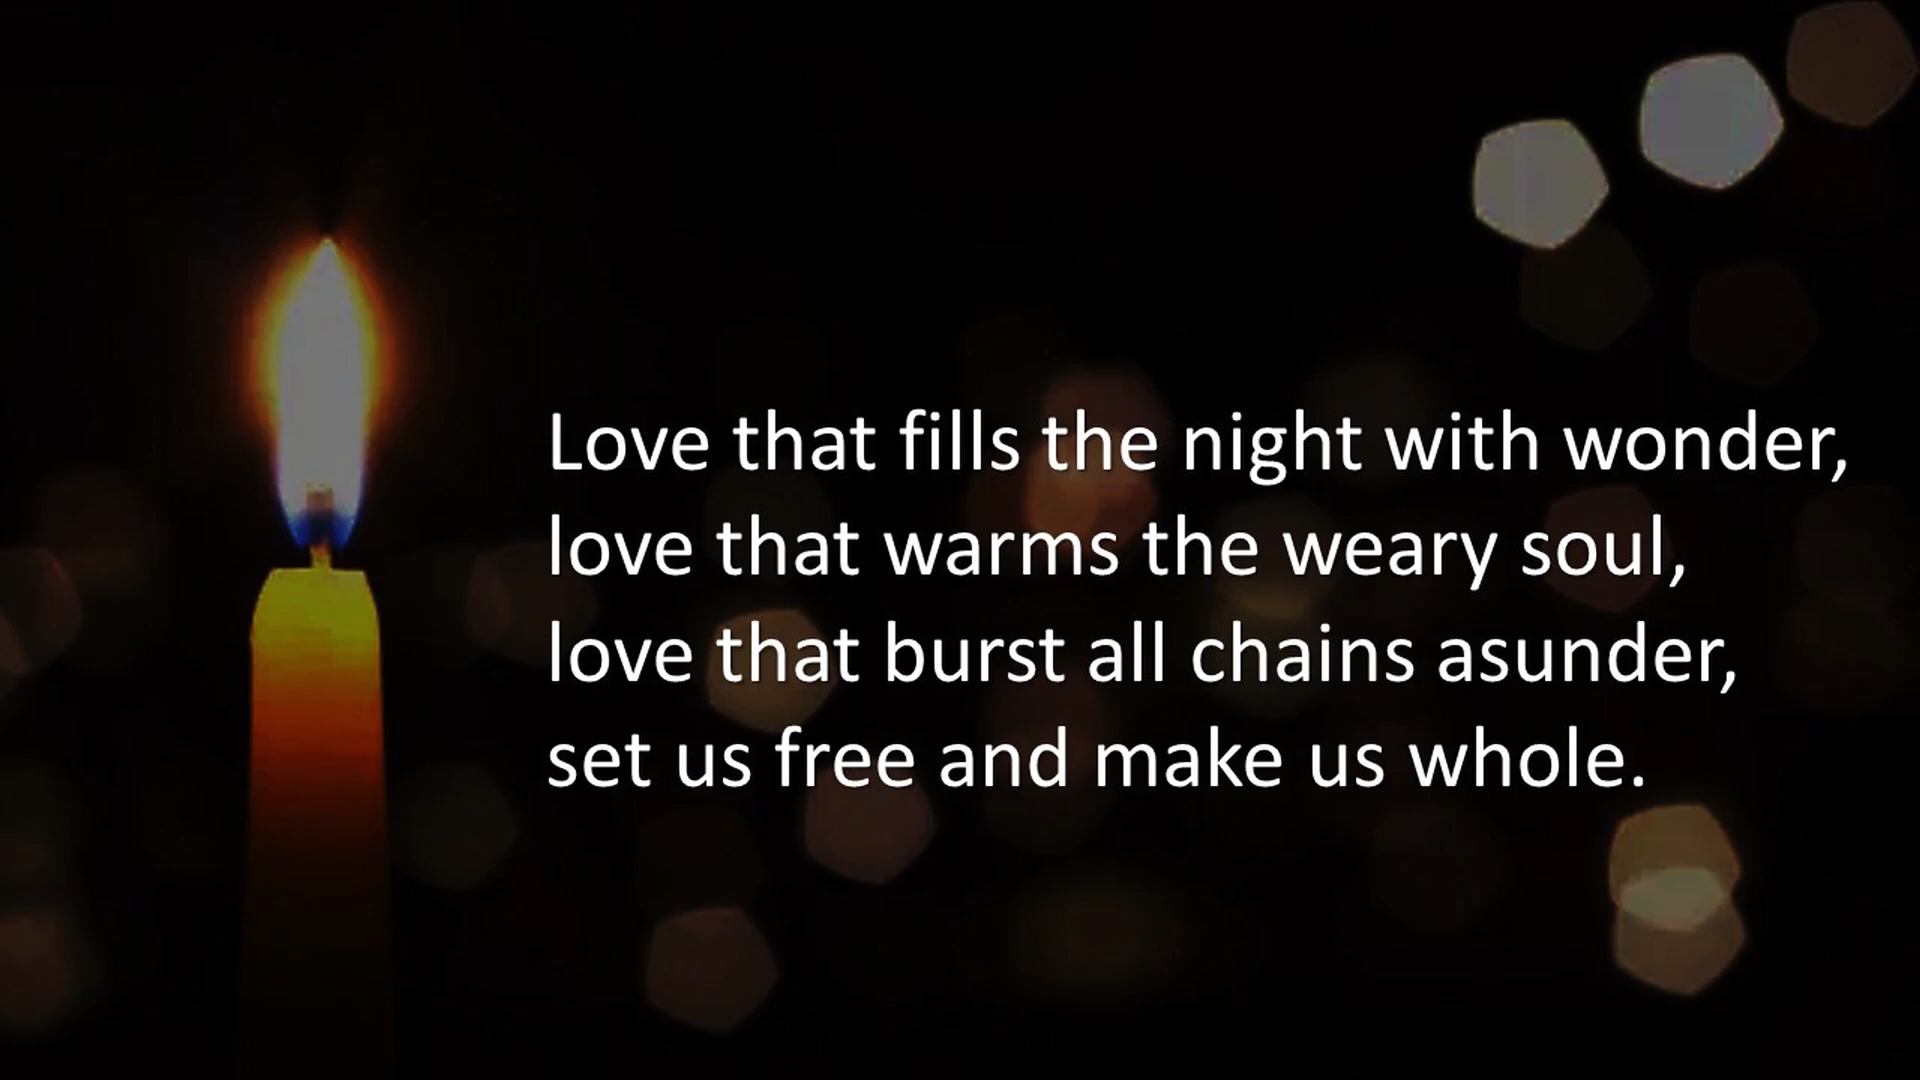 Love that fills the night with wonder,
love that warms the weary soul,
love that burst all chains asunder,
set us free and make us whole.